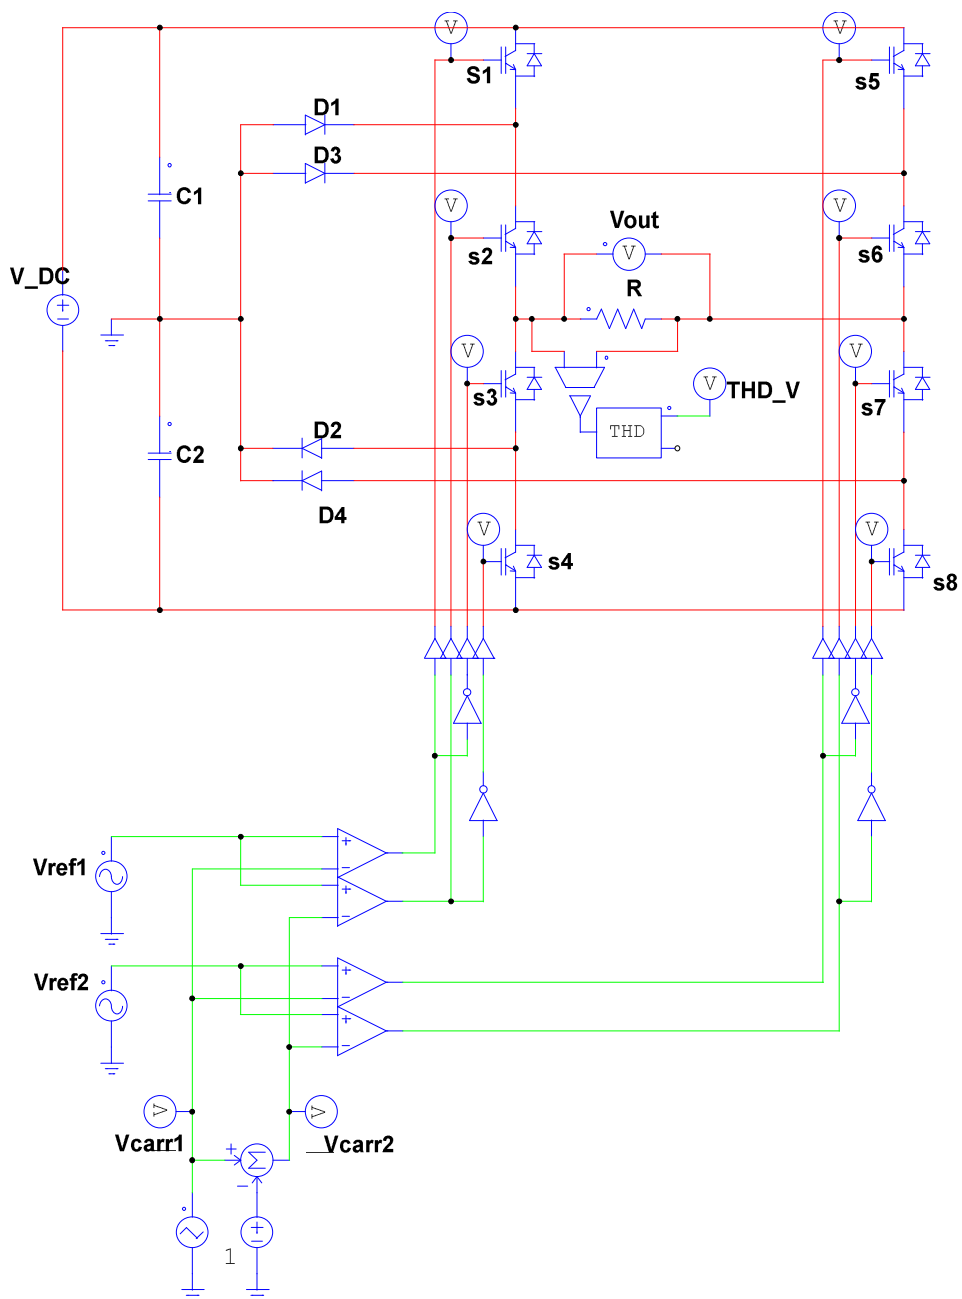 V
V
S1
s5
D1
D3
C1
V
V
Vout
s2
s6
V
V_DC
R
V
V
s3
s7
V
THD_V
D2
THD
C2
D4
V
V
s4
s8
Vref1
Vref2
V
V
Vcarr1
Vcarr2
Σ
1